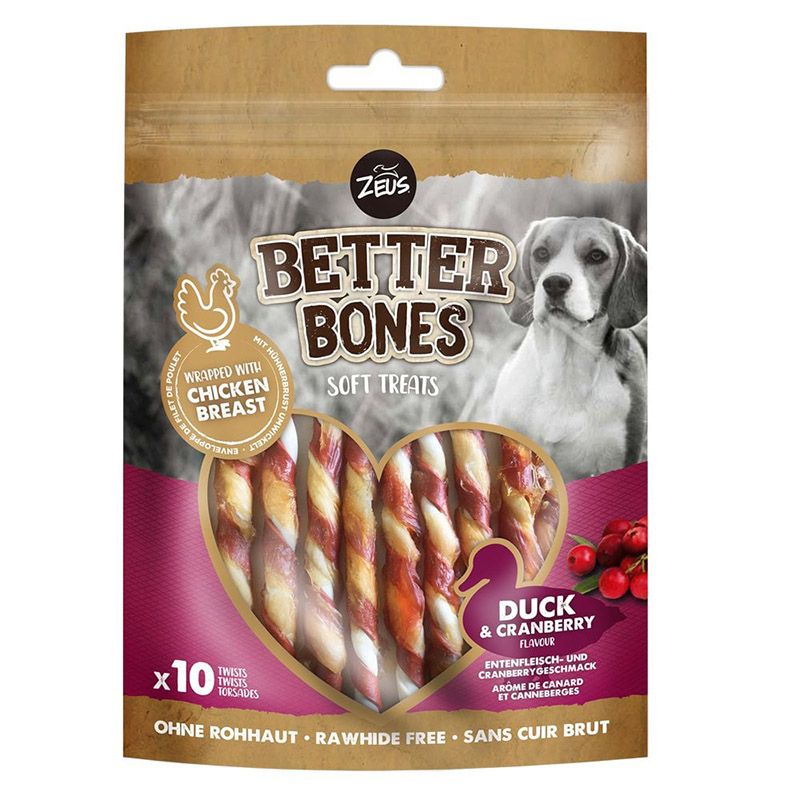 ZEUS
BETTER
BONES
SOFT TREATS
WRAPPED WITH
CHICKEN
BREAST
MIT HÜHNERBRUST UMWICKELT • ENVELOPPÉ DE FILET DE POULET
DUCK
& CRANBERRY
FLAVOUR
ENTENFLEISCH- UND
CRANBERRYGESCHMACK
ARÔME DE CANARD
ET CANNEBERGES
x10 TWISTS
TWISTS
TORSADES
OHNE ROHHAUT • RAWHIDE FREE • SANS CUIR BRUT